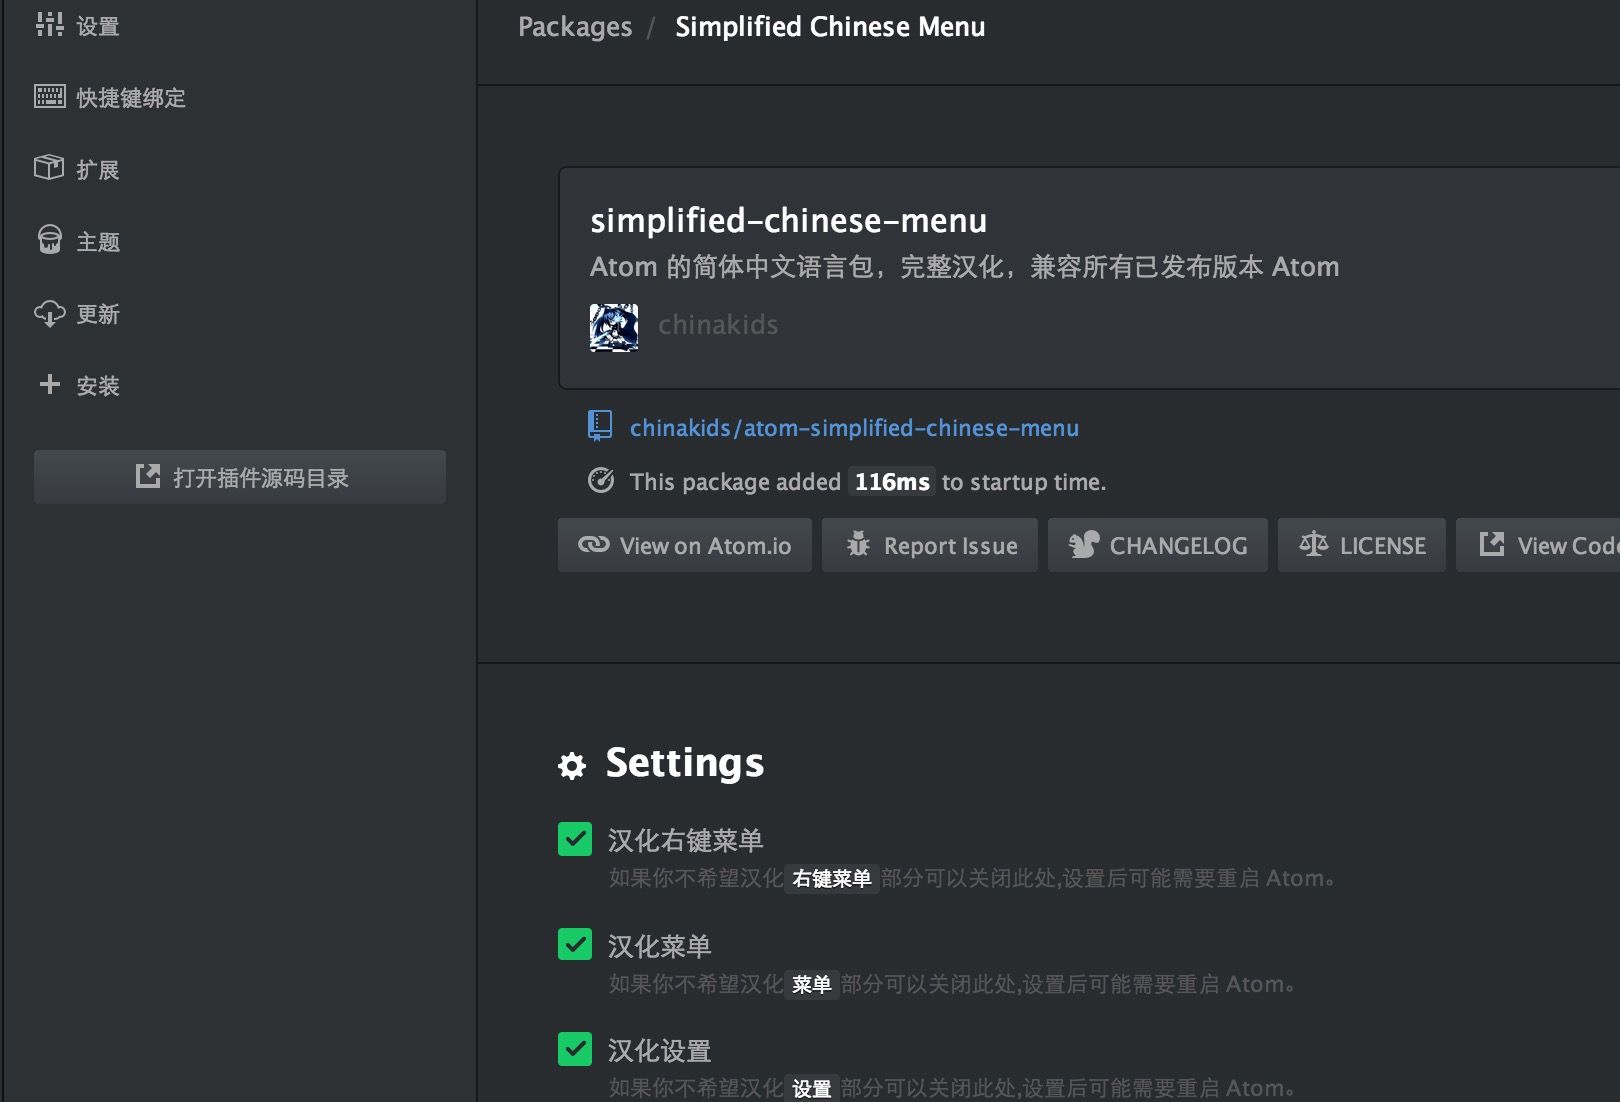 设置
快捷键绑定
扩展
主题
更新
安装
打开插件源码目录
Packages / Simplified Chinese Menu
simplified-chinese-menu
Atom 的简体中文语言包，完整汉化，兼容所有已发布版本 Atom
chinakids
chinakids/atom-simplified-chinese-menu
This package added 116ms to startup time.
View on Atom.io Report Issue CHANGELOG LICENSE View Code
Settings
汉化右键菜单
如果你不希望汉化 右键菜单 部分可以关闭此处,设置后可能需要重启 Atom。
汉化菜单
如果你不希望汉化 菜单 部分可以关闭此处,设置后可能需要重启 Atom。
汉化设置
如果你不希望汉化 设置 部分可以关闭此处,设置后可能需要重启 Atom。